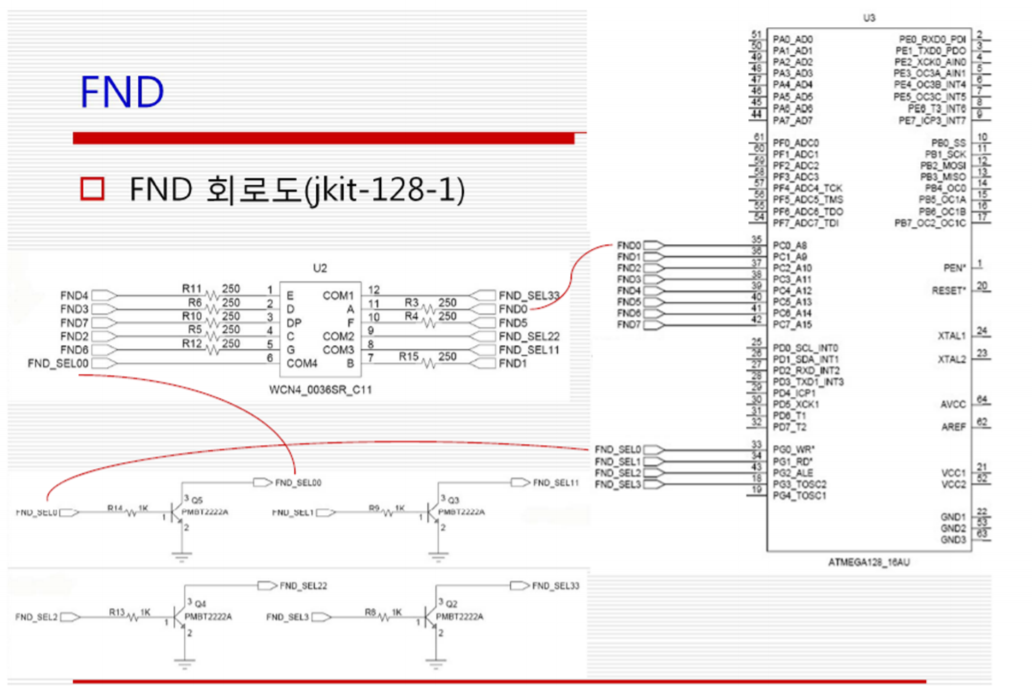 FND
FND 회로도(jkit-128-1)
U2
FND4
FND3
FND7
FND2
FND6
FND_SEL00
R11 250
R6 250
R10 250
R5 250
R12 250
1
2
3
4
5
6
E
D
DP
C
G
COM4
COM1
A
F
COM2
COM3
B
12
11
10
9
8
7
R3 250
R4 250
R15 250
FND_SEL33
FND0
FND5
FND_SEL22
FND_SEL11
FND1
WCN4_0036SR_C11
FND_SEL0
R14 1K
1
3 Q5
PMBT2222A
2
FND_SEL00
FND_SEL1
R9 1K
1
3 Q3
PMBT2222A
2
FND_SEL11
FND_SEL2
R13 1K
1
3 Q4
PMBT2222A
2
FND_SEL22
FND_SEL3
R8 1K
1
3 Q2
PMBT2222A
2
FND_SEL33
U3
51 PA0_AD0
50 PA1_AD1
49 PA2_AD2
48 PA3_AD3
47 PA4_AD4
46 PA5_AD5
45 PA6_AD6
44 PA7_AD7
61 PF0_ADC0
60 PF1_ADC1
59 PF2_ADC2
58 PF3_ADC3
57 PF4_ADC4_TCK
56 PF5_ADC5_TMS
55 PF6_ADC6_TDO
54 PF7_ADC7_TDI
FND0 35 PC0_A8
FND1 36 PC1_A9
FND2 37 PC2_A10
FND3 38 PC3_A11
FND4 39 PC4_A12
FND5 40 PC5_A13
FND6 41 PC6_A14
FND7 42 PC7_A15
25 PD0_SCL_INT0
26 PD1_SDA_INT1
27 PD2_RXD_INT2
28 PD3_TXD1_INT3
29 PD4_ICP1
30 PD5_XCK1
31 PD6_T1
32 PD7_T2
FND_SEL0 33 PG0_WR*
FND_SEL1 34 PG1_RD*
FND_SEL2 43 PG2_ALE
FND_SEL3 18 PG3_TOSC2
19 PG4_TOSC1
PE0_RXD0_PDI 2
PE1_TXD0_PDO 3
PE2_XCK0_AIN0 4
PE3_OC3A_AIN1 5
PE4_OC3B_INT4 6
PE5_OC3C_INT5 7
PE6_T3_INT6 8
PE7_ICP3_INT7 9
PB0_SS 10
PB1_SCK 11
PB2_MOSI 12
PB3_MISO 13
PB4_OC0 14
PB5_OC1A 15
PB6_OC1B 16
PB7_OC2_OC1C 17
PEN* 1
RESET* 20
XTAL1 24
XTAL2 23
AVCC 64
AREF 62
VCC1 21
VCC2 52
GND1 22
GND2 53
GND3 63
ATMEGA128_16AU